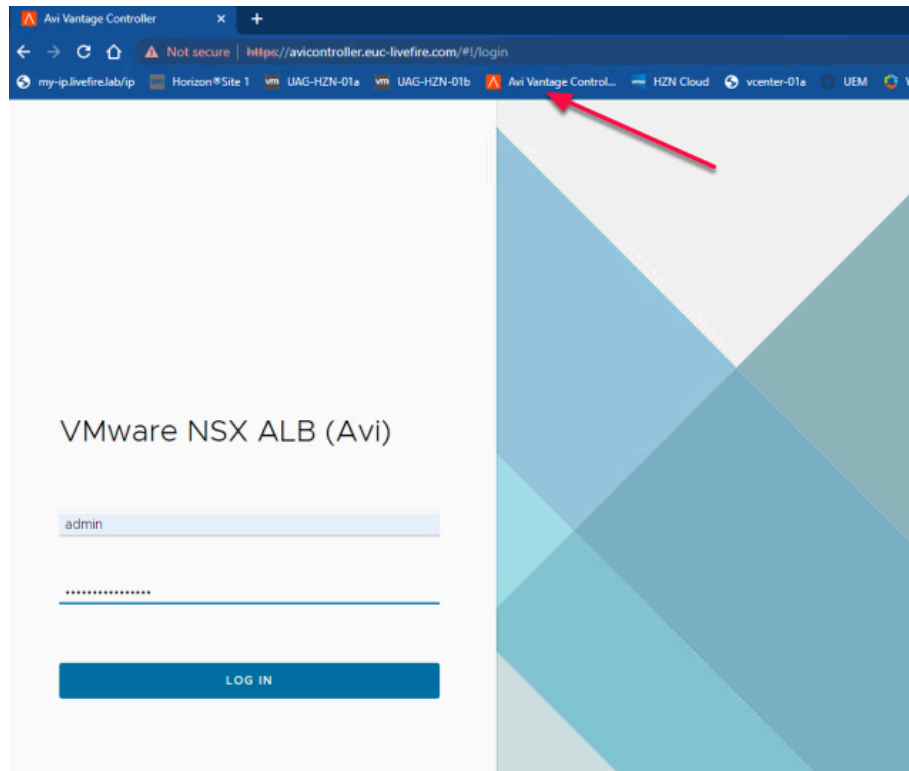 Avi Vantage Controller
Not secure | https://avicontroller.euc-livefire.com/#!/login
my-ip.livefire.lab/ip Horizon®Site 1 vm UAG-HZN-01a vm UAG-HZN-01b Avi Vantage Control... HZN Cloud vcenter-01a UEM
VMware NSX ALB (Avi)
admin
LOG IN